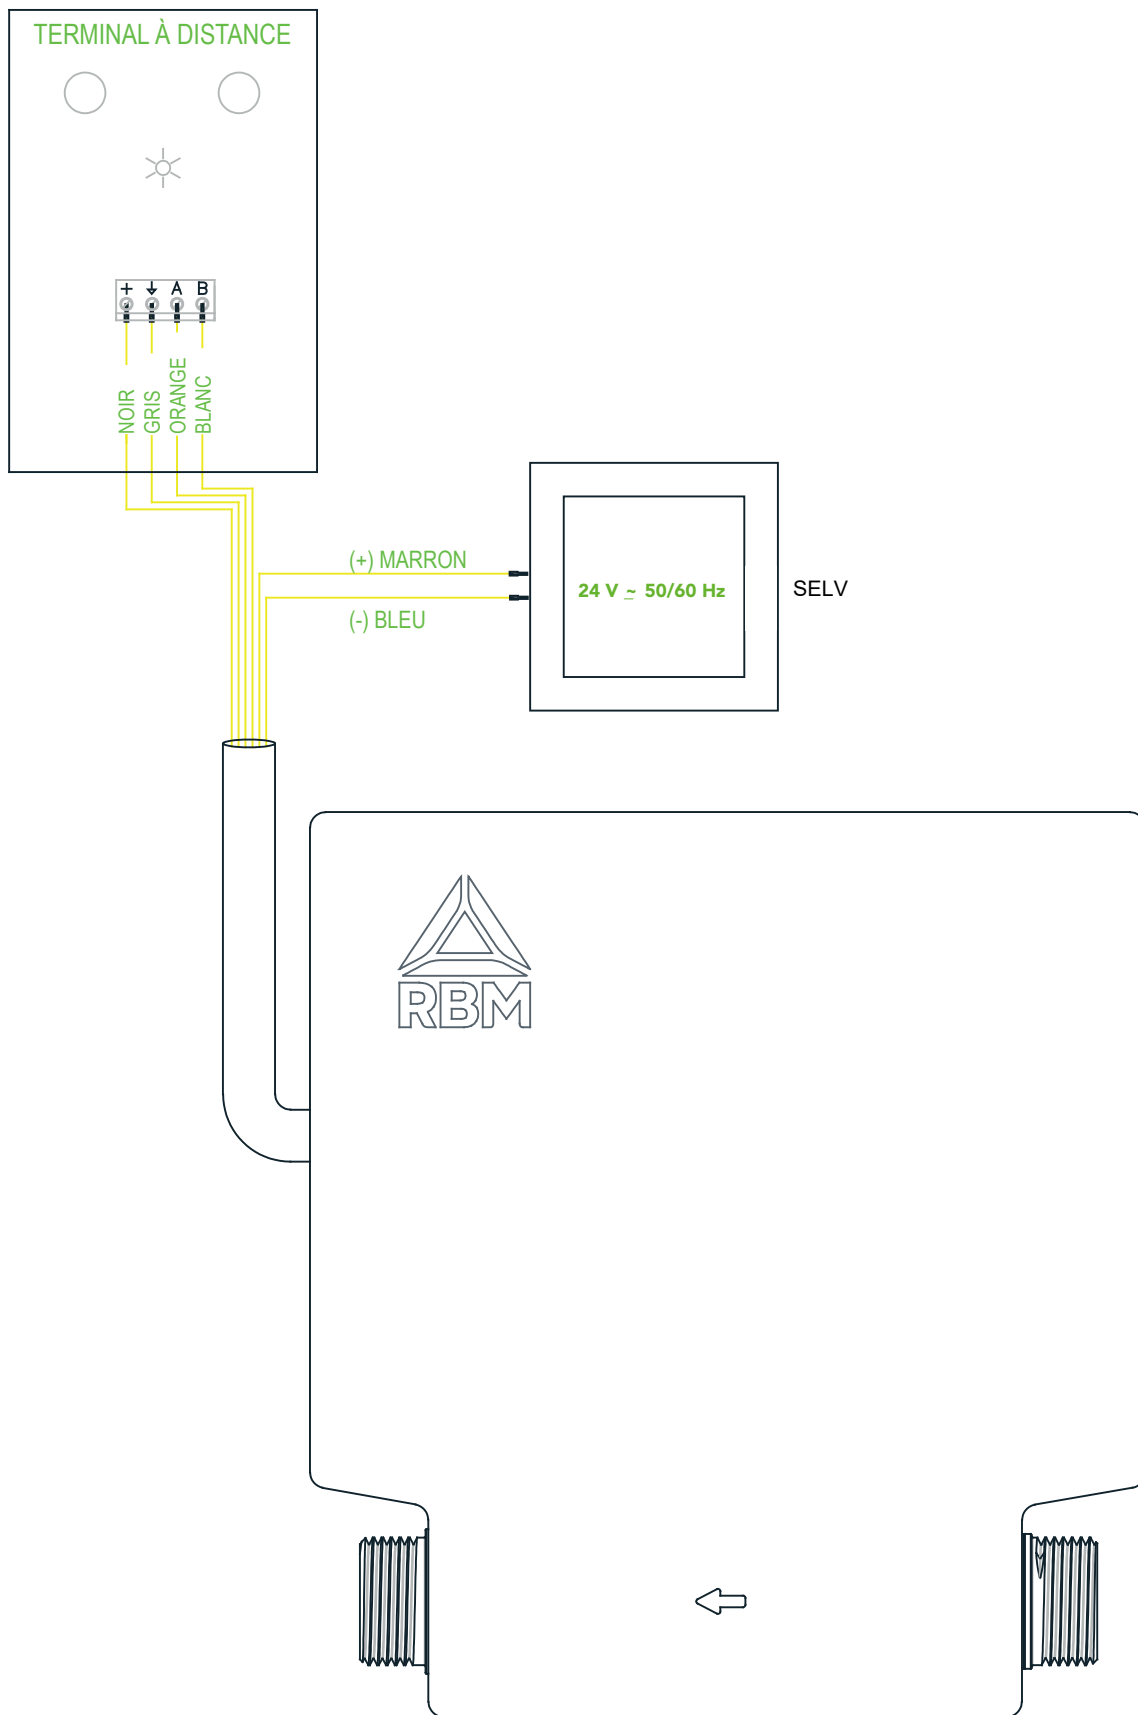 TERMINAL À DISTANCE
+ A B
NOIR
GRIS
ORANGE
BLANC
(+) MARRON
(-) BLEU
24 V ~ 50/60 Hz
SELV
RBM